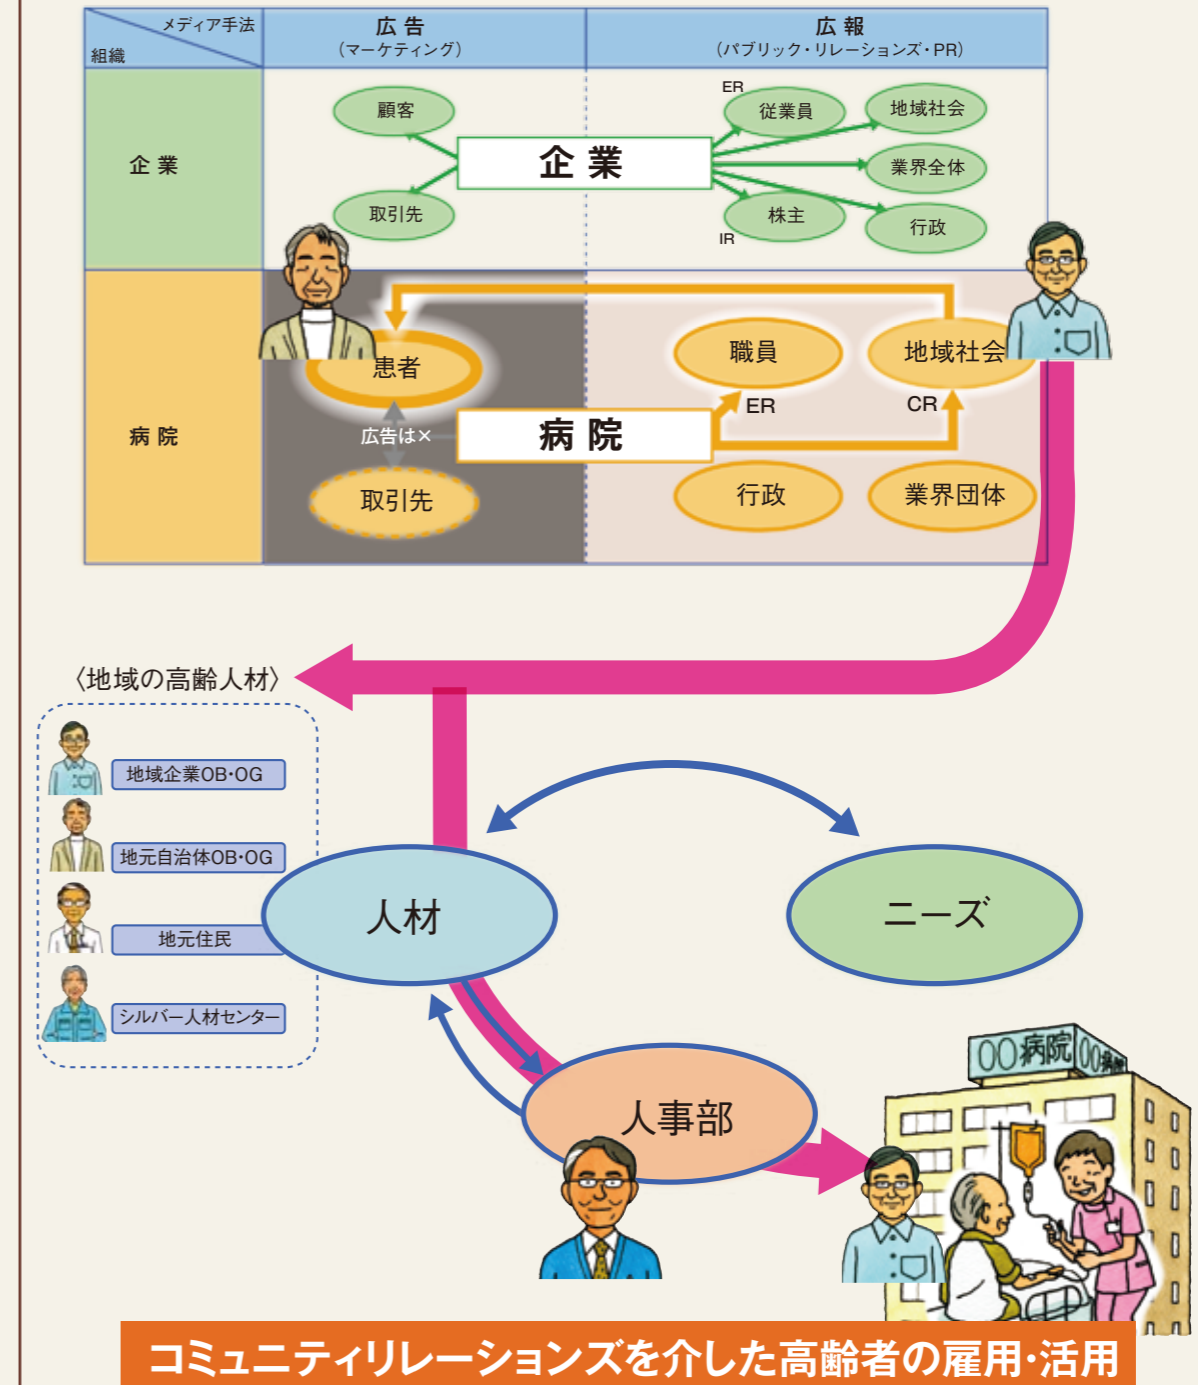 メディア手法
組織
広告
（マーケティング）
広報
（パブリック・リレーションズ・PR）
企業
顧客
取引先
企業
ER
従業員
地域社会
業界全体
株主
IR
行政
病院
患者
広告は×
取引先
病院
職員
地域社会
ER
CR
行政
業界団体
〈地域の高齢人材〉
地域企業OB・OG
地元自治体OB・OG
地元住民
シルバー人材センター
人材
ニーズ
人事部
〇〇病院
〇〇病院
コミュニティリレーションズを介した高齢者の雇用・活用